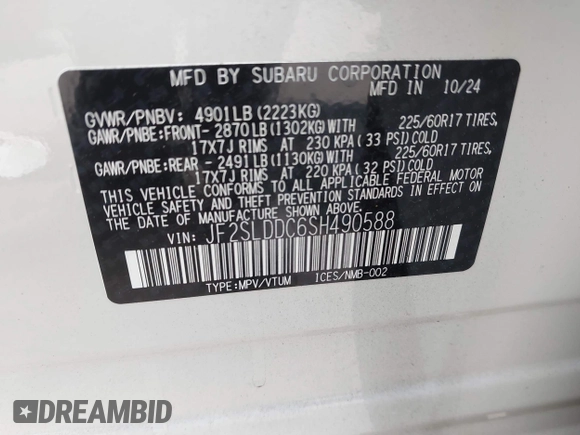 MFD BY SUBARU CORPORATION
MFD IN 10/24
GVWR/PNBV: 4901LB (2223KG)
GAWR/PNBE:FRONT- 2870LB (1302KG) WITH 225/60R17 TIRES,
17X7J RIMS AT 230 KPA (33 PSI) COLD
GAWR/PNBE:REAR - 2491LB (1130KG) WITH 225/60R17 TIRES,
17X7J RIMS AT 220 KPA (32 PSI) COLD
THIS VEHICLE CONFORMS TO ALL APPLICABLE FEDERAL MOTOR
VEHICLE SAFETY AND THEFT PREVENTION STANDARDS IN EFFECT ON
THE DATE OF MANUFACTURE SHOWN ABOVE.
VIN: JF2SLDDC6SH490588
TYPE:MPV/VTUM ICES/NMB-002
DREAMBID